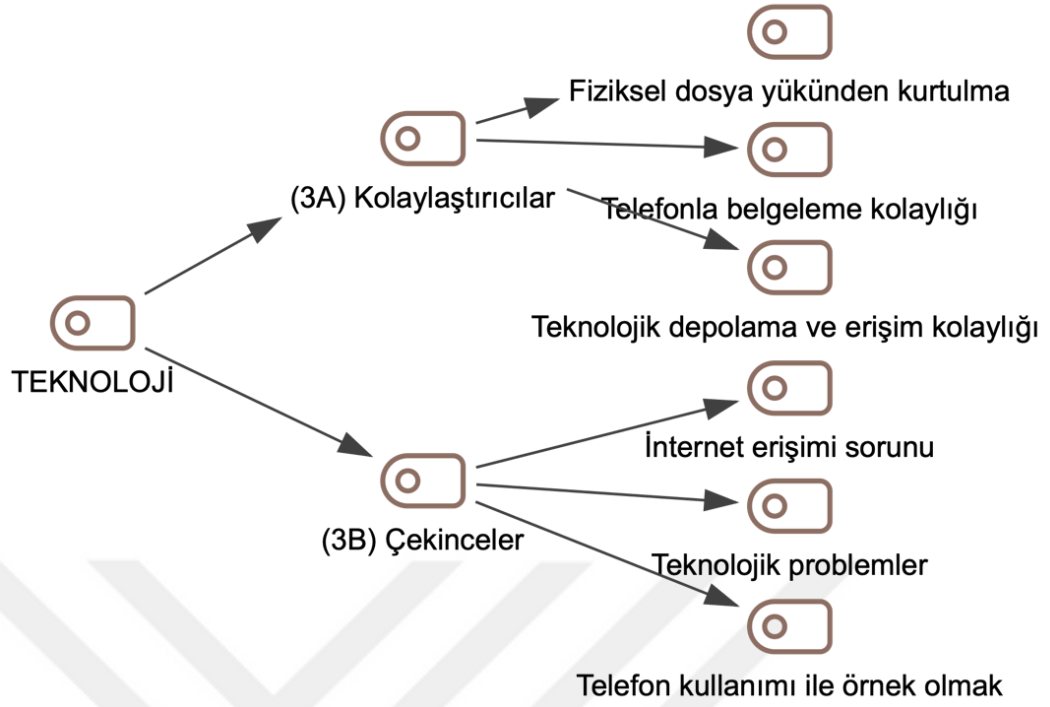 Fiziksel dosya yükünden kurtulma
(3A) Kolaylaştırıcılar
Telefonla belgeleme kolaylığı
Teknolojik depolama ve erişim kolaylığı
TEKNOLOJİ
İnternet erişimi sorunu
(3B) Çekinceler
Teknolojik problemler
Telefon kullanımı ile örnek olmak